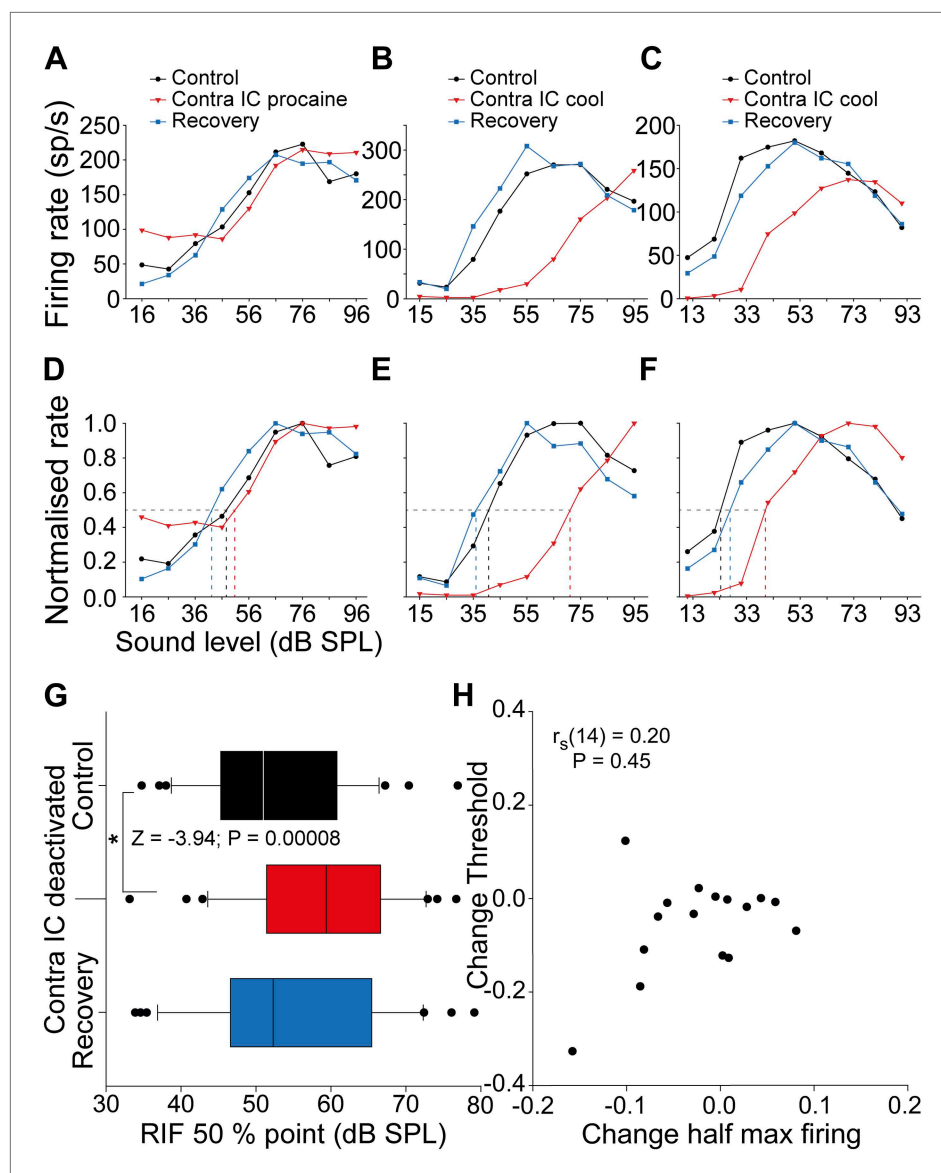 A
B
C
Control
Contra IC procaine
Recovery
Control
Contra IC cool
Recovery
Control
Contra IC cool
Recovery
Firing rate (sp/s)
250
200
150
100
50
0
16 36 56 76 96
300
200
100
0
15 35 55 75 95
200
150
100
50
0
13 33 53 73 93
D
E
F
Nortmalised rate
1.0
0.8
0.6
0.4
0.2
0.0
16 36 56 76 96
15 35 55 75 95
13 33 53 73 93
Sound level (dB SPL)
G
Control
Contra IC deactivated
Recovery
*
Z = -3.94; P = 0.00008
30 40 50 60 70 80
RIF 50 % point (dB SPL)
H
Change Threshold
0.4
0.2
0.0
-0.2
-0.4
rs(14) = 0.20
P = 0.45
-0.2 -0.1 0.0 0.1 0.2
Change half max firing